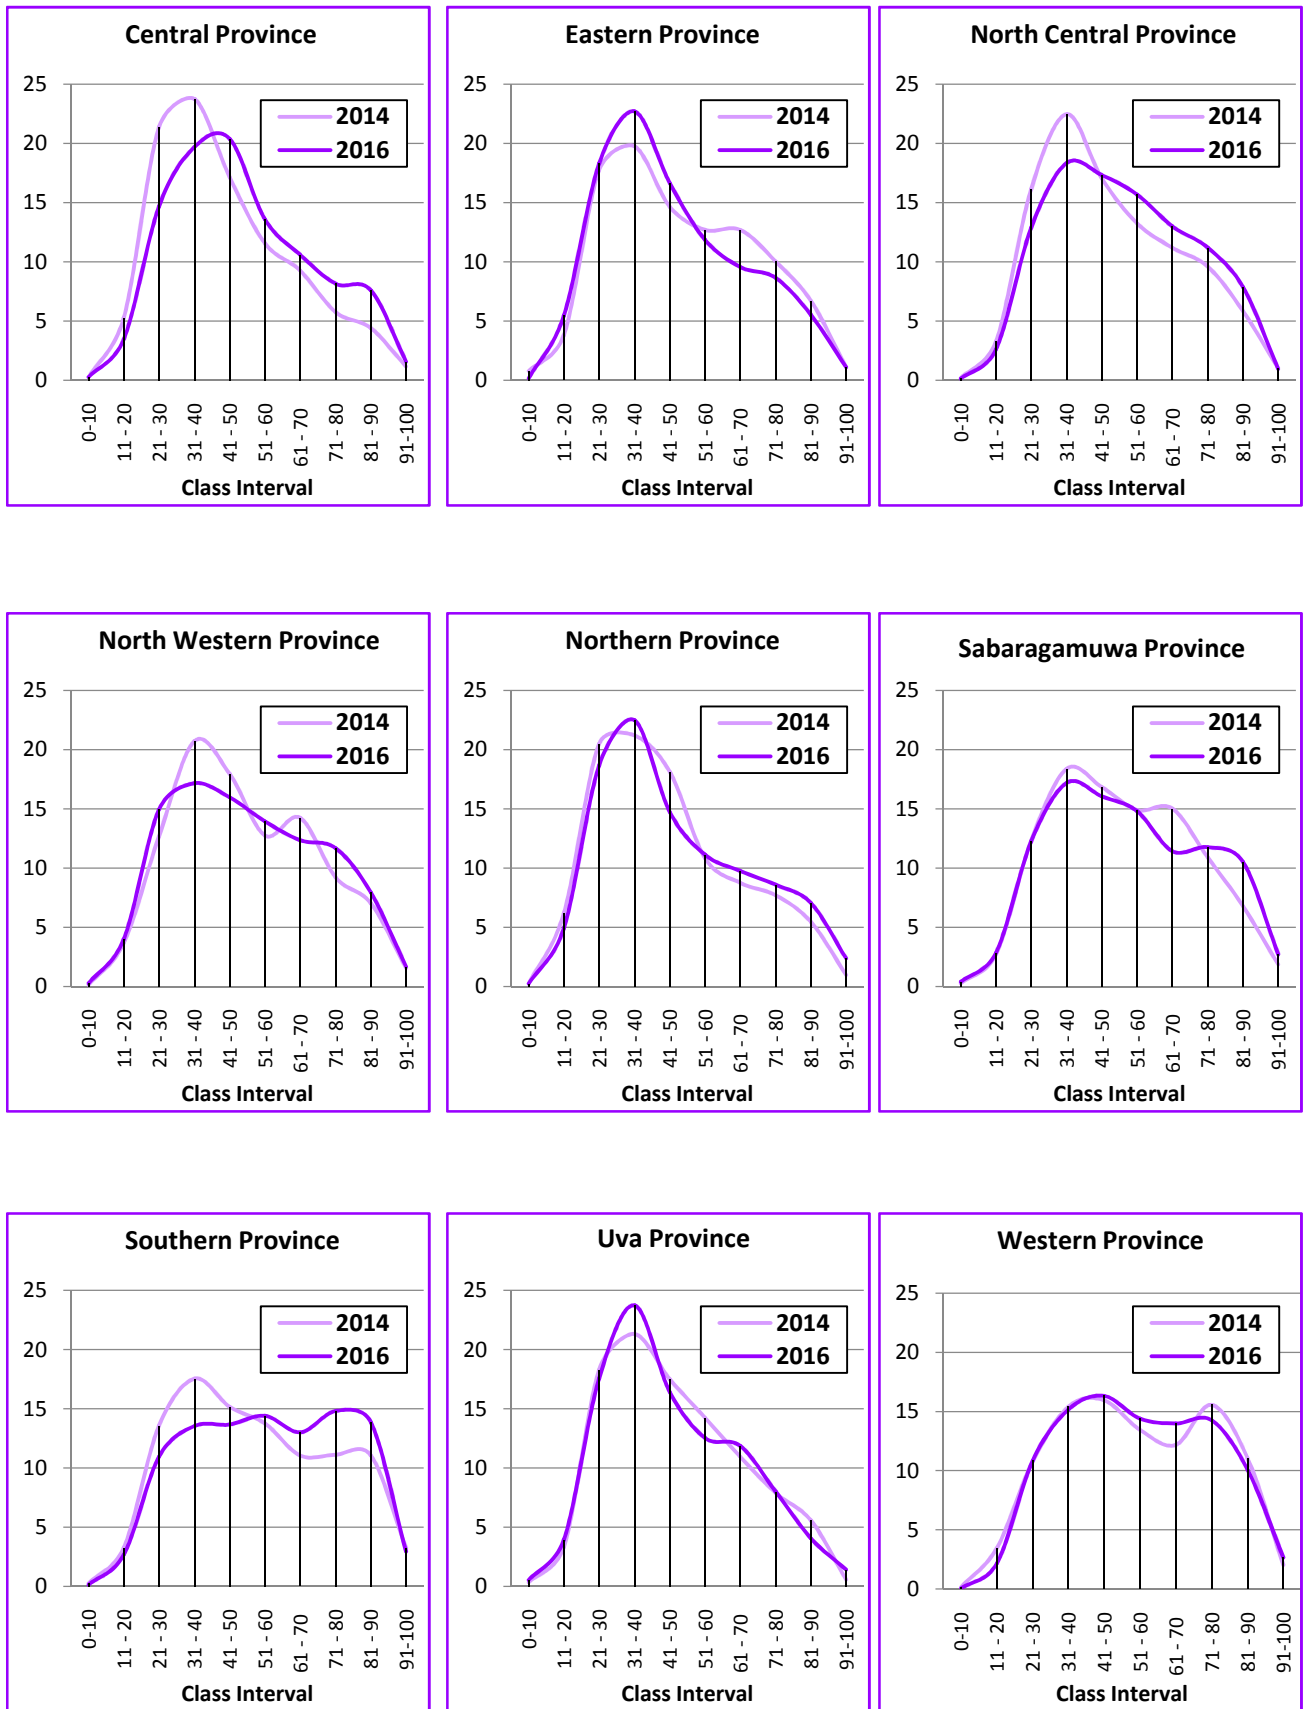 Central Province
25
20
15
10
5
0
2014
2016
0-10
11 - 20
21 - 30
31 - 40
41 - 50
51 - 60
61 - 70
71 - 80
81 - 90
91-100
Class Interval
Eastern Province
25
20
15
10
5
0
2014
2016
0-10
11 - 20
21 - 30
31 - 40
41 - 50
51 - 60
61 - 70
71 - 80
81 - 90
91-100
Class Interval
North Central Province
25
20
15
10
5
0
2014
2016
0-10
11 - 20
21 - 30
31 - 40
41 - 50
51 - 60
61 - 70
71 - 80
81 - 90
91-100
Class Interval
North Western Province
25
20
15
10
5
0
2014
2016
0-10
11 - 20
21 - 30
31 - 40
41 - 50
51 - 60
61 - 70
71 - 80
81 - 90
91-100
Class Interval
Northern Province
25
20
15
10
5
0
2014
2016
0-10
11 - 20
21 - 30
31 - 40
41 - 50
51 - 60
61 - 70
71 - 80
81 - 90
91-100
Class Interval
Sabaragamuwa Province
25
20
15
10
5
0
2014
2016
0-10
11 - 20
21 - 30
31 - 40
41 - 50
51 - 60
61 - 70
71 - 80
81 - 90
91-100
Class Interval
Southern Province
25
20
15
10
5
0
2014
2016
0-10
11 - 20
21 - 30
31 - 40
41 - 50
51 - 60
61 - 70
71 - 80
81 - 90
91-100
Class Interval
Uva Province
25
20
15
10
5
0
2014
2016
0-10
11 - 20
21 - 30
31 - 40
41 - 50
51 - 60
61 - 70
71 - 80
81 - 90
91-100
Class Interval
Western Province
25
20
15
10
5
0
2014
2016
0-10
11 - 20
21 - 30
31 - 40
41 - 50
51 - 60
61 - 70
71 - 80
81 - 90
91-100
Class Interval